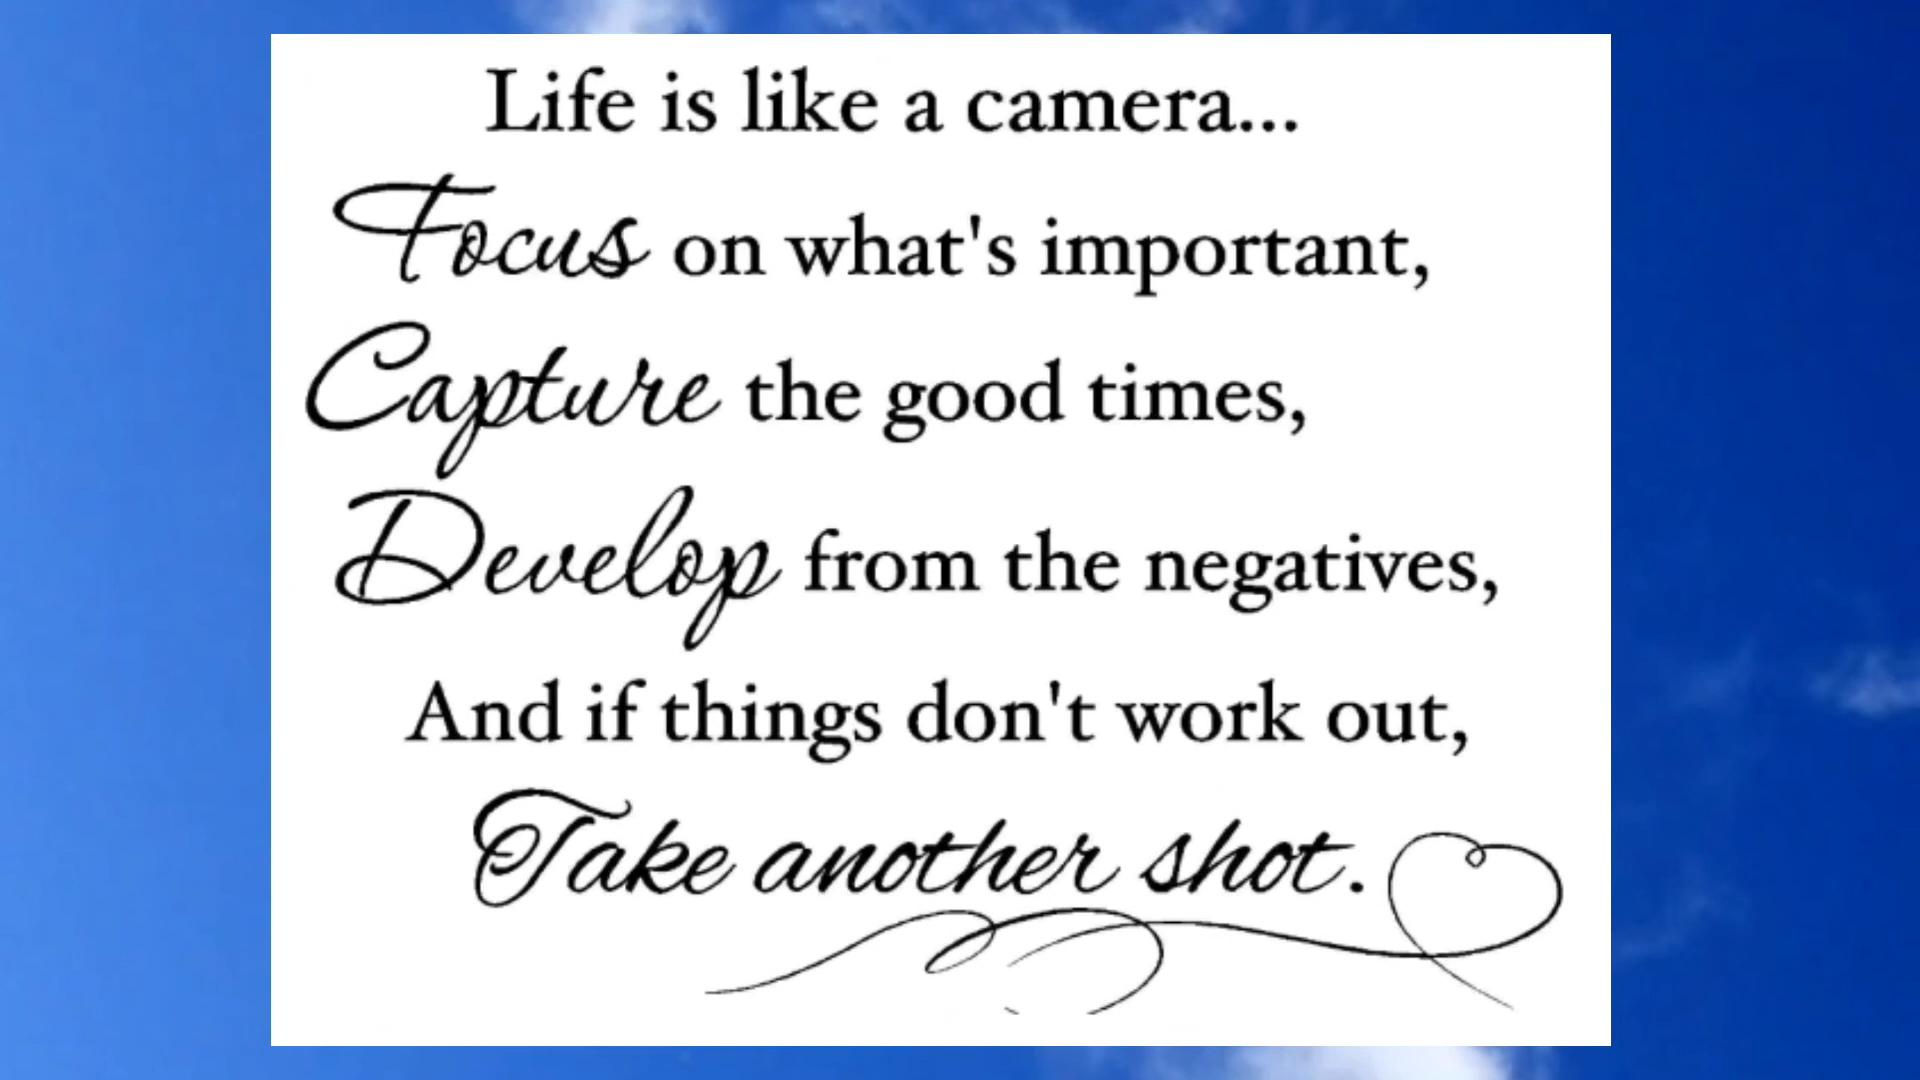 Life is like a camera...
Focus on what's important,
Capture the good times,
Develop from the negatives,
And if things don't work out,
Take another shot.